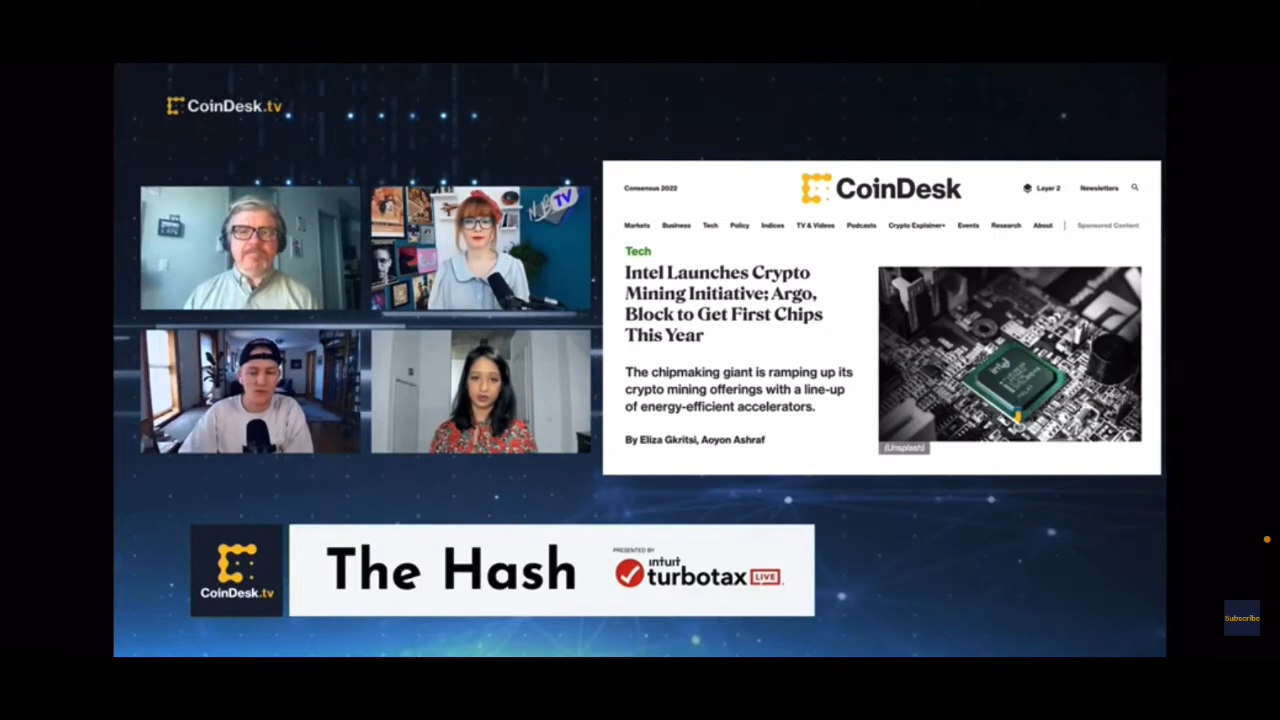 CoinDesk.tv
TV
Consensus 2022
CoinDesk
Layer 2
Newsletters
Markets Business Tech Policy Indices TV & Videos Podcasts Crypto Explainer+ Events Research About | Sponsored Content
Tech
Intel Launches Crypto
Mining Initiative; Argo,
Block to Get First Chips
This Year
The chipmaking giant is ramping up its
crypto mining offerings with a line-up
of energy-efficient accelerators.
By Eliza Gkritsi, Aoyon Ashraf
intel
(Unsplash)
CoinDesk.tv
The Hash
PRESENTED BY
intuit
turbotax LIVE
Subscribe